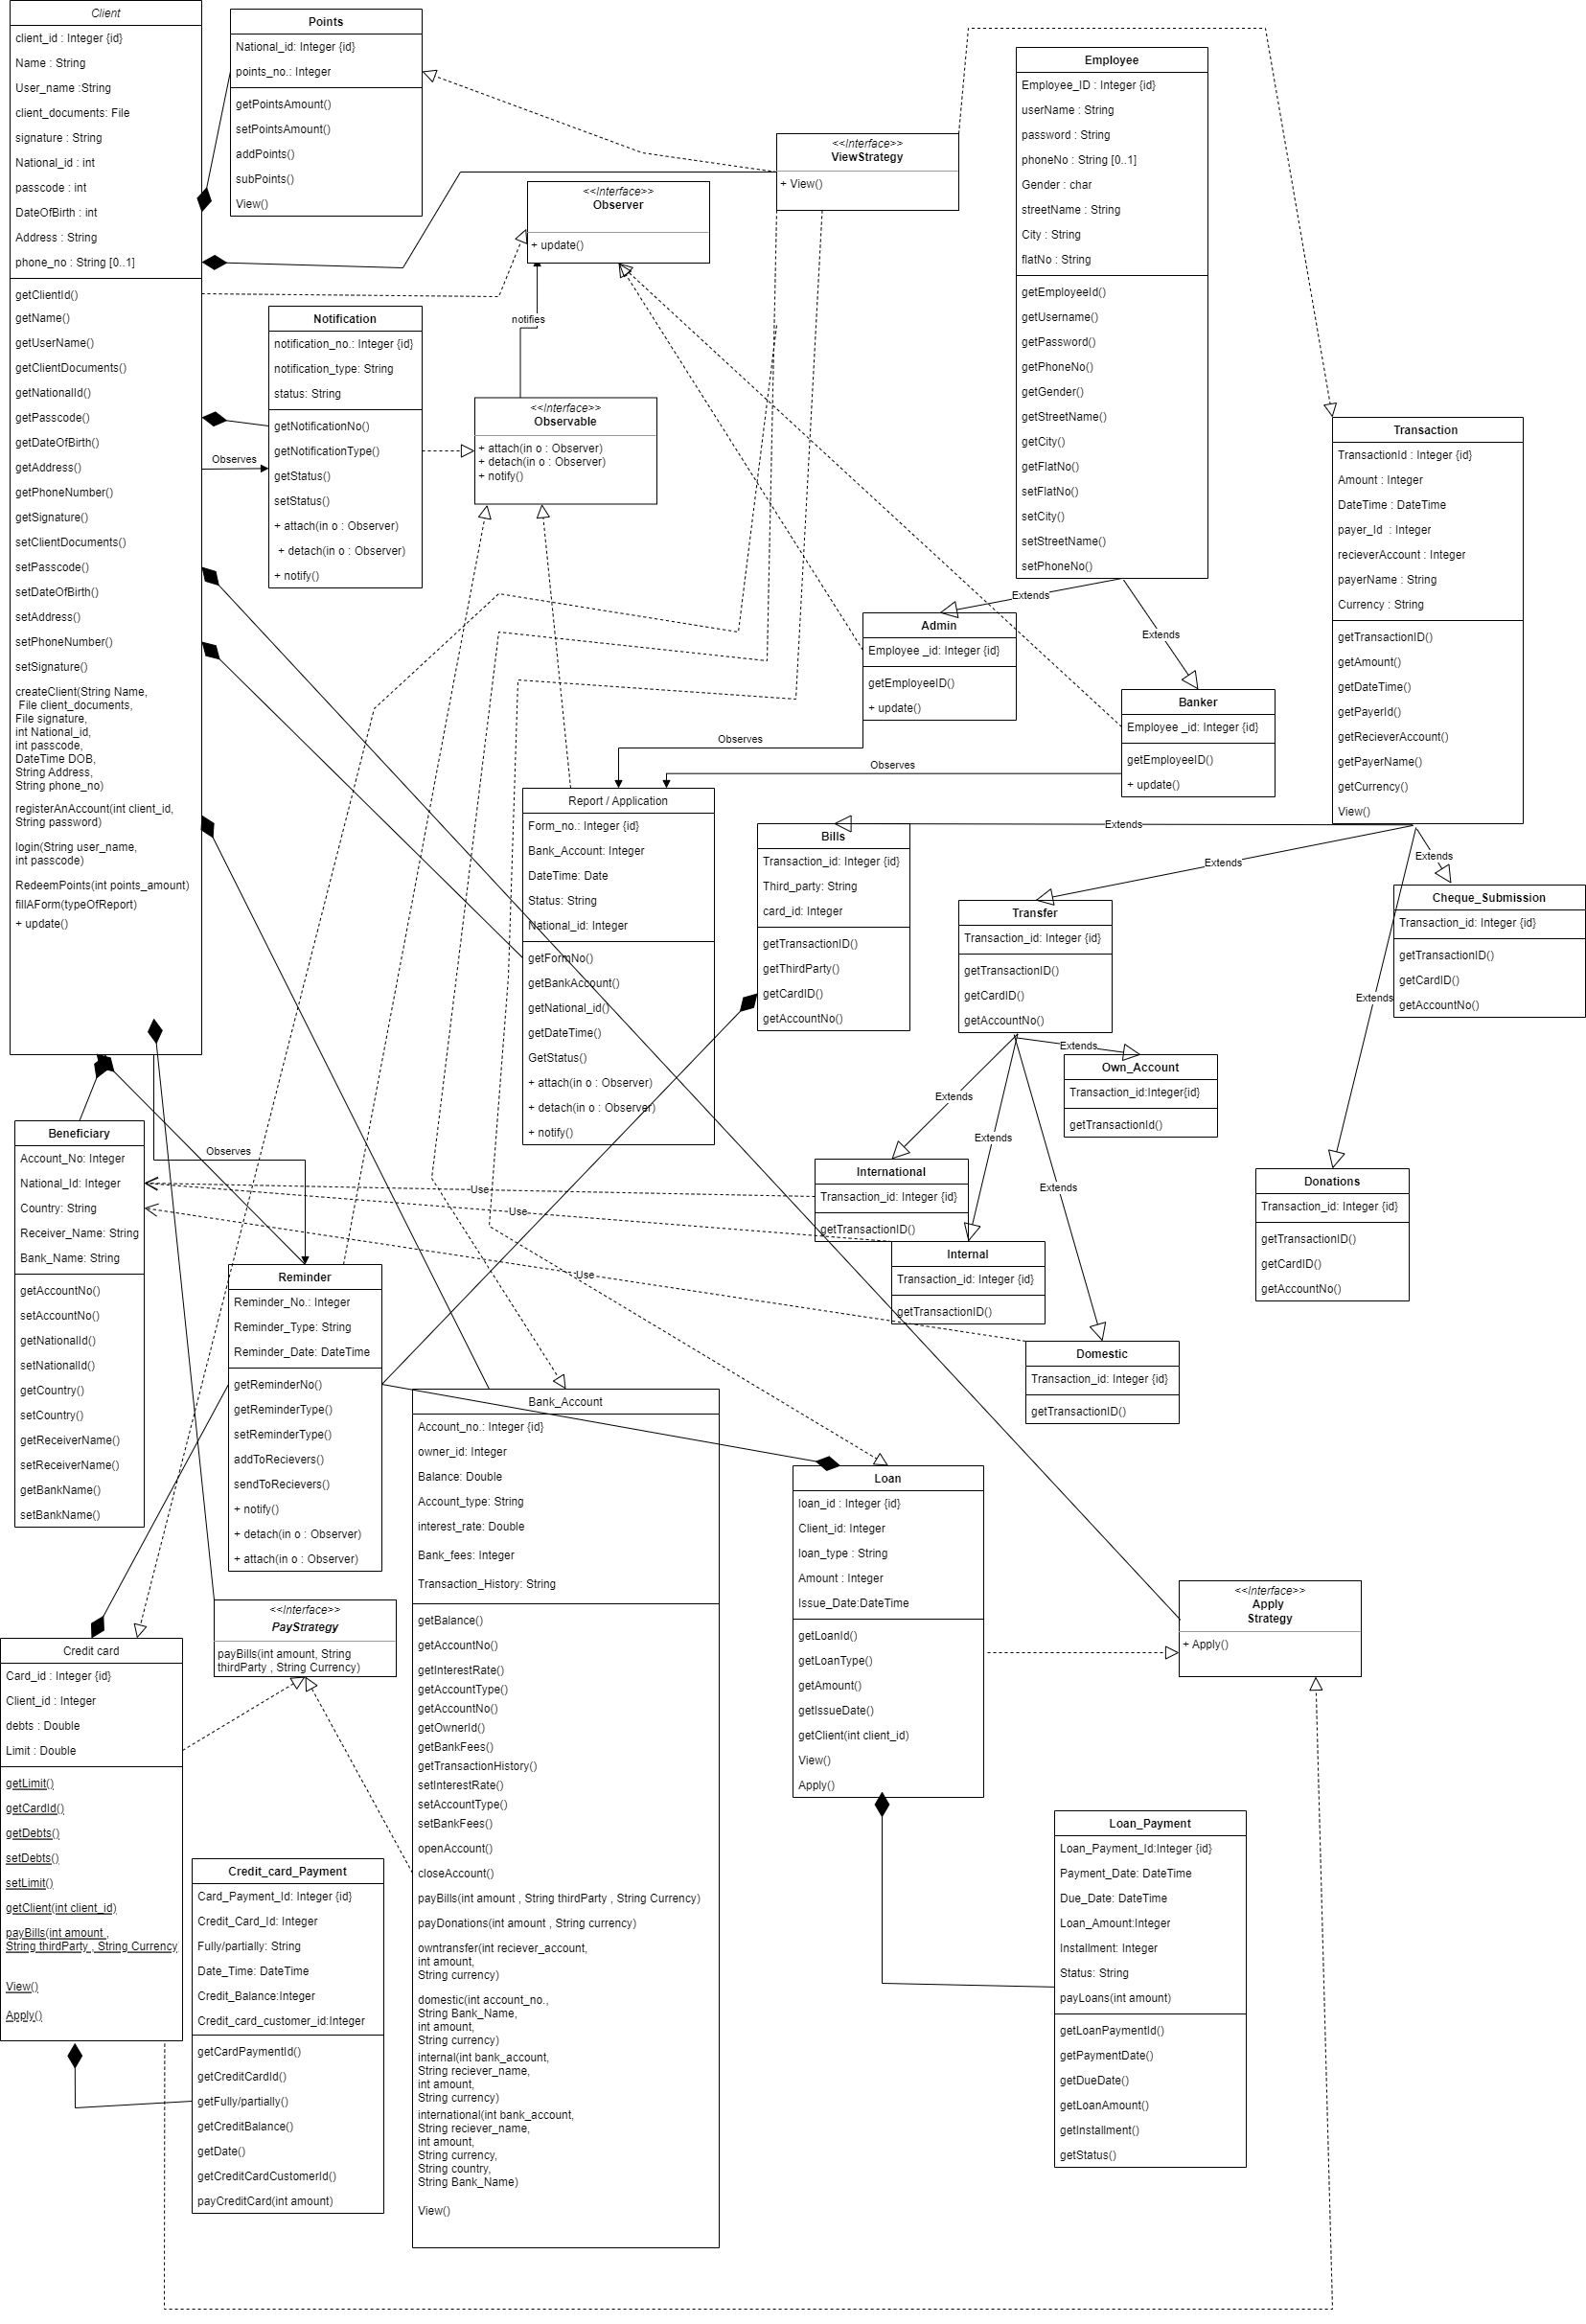 Client
client_id : Integer {id}
Name : String
User_name :String
client_documents: File
signature : String
National_id : int
passcode : int
DateOfBirth : int
Address : String
phone_no : String [0..1]
getClientId()
getName()
getUserName()
getClientDocuments()
getNationalId()
getPasscode()
getDateOfBirth()
getAddress()
getPhoneNumber()
getSignature()
setClientDocuments()
setPasscode()
setDateOfBirth()
setAddress()
setPhoneNumber()
setSignature()
createClient(String Name,
File client_documents,
File signature,
int National_id,
int passcode,
DateTime DOB,
String Address,
String phone_no)
registerAnAccount(int client_id,
String password)
login(String user_name,
int passcode)
RedeemPoints(int points_amount)
fillAForm(typeOfReport)
+ update()
Points
National_id: Integer {id}
points_no.: Integer
getPointsAmount()
setPointsAmount()
addPoints()
subPoints()
View()
<<Interface>>
ViewStrategy
+ View()
<<Interface>>
Observer
+ update()
notifies
Notification
notification_no.: Integer {id}
notification_type: String
status: String
getNotificationNo()
getNotificationType()
getStatus()
setStatus()
+ attach(in o : Observer)
+ detach(in o : Observer)
+ notify()
Observes
<<Interface>>
Observable
+ attach(in o : Observer)
+ detach(in o : Observer)
+ notify()
Employee
Employee_ID : Integer {id}
userName : String
password : String
phoneNo : String [0..1]
Gender : char
streetName : String
City : String
flatNo : String
getEmployeeId()
getUsername()
getPassword()
getPhoneNo()
getGender()
getStreetName()
getCity()
getFlatNo()
setFlatNo()
setCity()
setStreetName()
setPhoneNo()
Extends
Extends
Admin
Employee _id: Integer {id}
getEmployeeID()
+ update()
Banker
Employee _id: Integer {id}
getEmployeeID()
+ update()
Observes
Observes
Transaction
TransactionId : Integer {id}
Amount : Integer
DateTime : DateTime
payer_Id  : Integer
recieverAccount : Integer
payerName : String
Currency : String
getTransactionID()
getAmount()
getDateTime()
getPayerId()
getRecieverAccount()
getPayerName()
getCurrency()
View()
Extends
Extends
Extends
Extends
Report / Application
Form_no.: Integer {id}
Bank_Account: Integer
DateTime: Date
Status: String
National_id: Integer
getFormNo()
getBankAccount()
getNational_id()
getDateTime()
GetStatus()
+ attach(in o : Observer)
+ detach(in o : Observer)
+ notify()
Bills
Transaction_id: Integer {id}
Third_party: String
card_id: Integer
getTransactionID()
getThirdParty()
getCardID()
getAccountNo()
Transfer
Transaction_id: Integer {id}
getTransactionID()
getCardID()
getAccountNo()
Cheque_Submission
Transaction_id: Integer {id}
getTransactionID()
getCardID()
getAccountNo()
Extends
Extends
Extends
Extends
Own_Account
Transaction_id:Integer{id}
getTransactionId()
International
Transaction_id: Integer {id}
getTransactionID()
Internal
Transaction_id: Integer {id}
getTransactionID()
Domestic
Transaction_id: Integer {id}
getTransactionID()
Donations
Transaction_id: Integer {id}
getTransactionID()
getCardID()
getAccountNo()
Use
Use
Use
Beneficiary
Account_No: Integer
National_Id: Integer
Country: String
Receiver_Name: String
Bank_Name: String
getAccountNo()
setAccountNo()
getNationalId()
setNationalId()
getCountry()
setCountry()
getReceiverName()
setReceiverName()
getBankName()
setBankName()
Observes
Reminder
Reminder_No.: Integer
Reminder_Type: String
Reminder_Date: DateTime
getReminderNo()
getReminderType()
setReminderType()
addToRecievers()
sendToRecievers()
+ notify()
+ detach(in o : Observer)
+ attach(in o : Observer)
<<Interface>>
PayStrategy
payBills(int amount, String
thirdParty , String Currency)
Bank_Account
Account_no.: Integer {id}
owner_id: Integer
Balance: Double
Account_type: String
interest_rate: Double
Bank_fees: Integer
Transaction_History: String
getBalance()
getAccountNo()
getInterestRate()
getAccountType()
getAccountNo()
getOwnerId()
getBankFees()
getTransactionHistory()
setInterestRate()
setAccountType()
setBankFees()
openAccount()
closeAccount()
payBills(int amount , String thirdParty , String Currency)
payDonations(int amount , String currency)
owntransfer(int reciever_account,
int amount,
String currency)
domestic(int account_no.,
String Bank_Name,
int amount,
String currency)
internal(int bank_account,
String reciever_name,
int amount,
String currency)
international(int bank_account,
String reciever_name,
int amount,
String currency,
String country,
String Bank_Name)
View()
Loan
loan_id : Integer {id}
Client_id: Integer
loan_type : String
Amount : Integer
Issue_Date:DateTime
getLoanId()
getLoanType()
getAmount()
getIssueDate()
getClient(int client_id)
View()
Apply()
<<Interface>>
Apply
Strategy
+ Apply()
Credit card
Card_id : Integer {id}
Client_id : Integer
debts : Double
Limit : Double
getLimit()
getCardId()
getDebts()
setDebts()
setLimit()
getClient(int client_id)
payBills(int amount ,
String thirdParty , String Currency
View()
Apply()
Credit_card_Payment
Card_Payment_Id: Integer {id}
Credit_Card_Id: Integer
Fully/partially: String
Date_Time: DateTime
Credit_Balance:Integer
Credit_card_customer_id:Integer
getCardPaymentId()
getCreditCardId()
getFully/partially()
getCreditBalance()
getDate()
getCreditCardCustomerId()
payCreditCard(int amount)
Loan_Payment
Loan_Payment_Id:Integer {id}
Payment_Date: DateTime
Due_Date: DateTime
Loan_Amount:Integer
Installment: Integer
Status: String
payLoans(int amount)
getLoanPaymentId()
getPaymentDate()
getDueDate()
getLoanAmount()
getInstallment()
getStatus()